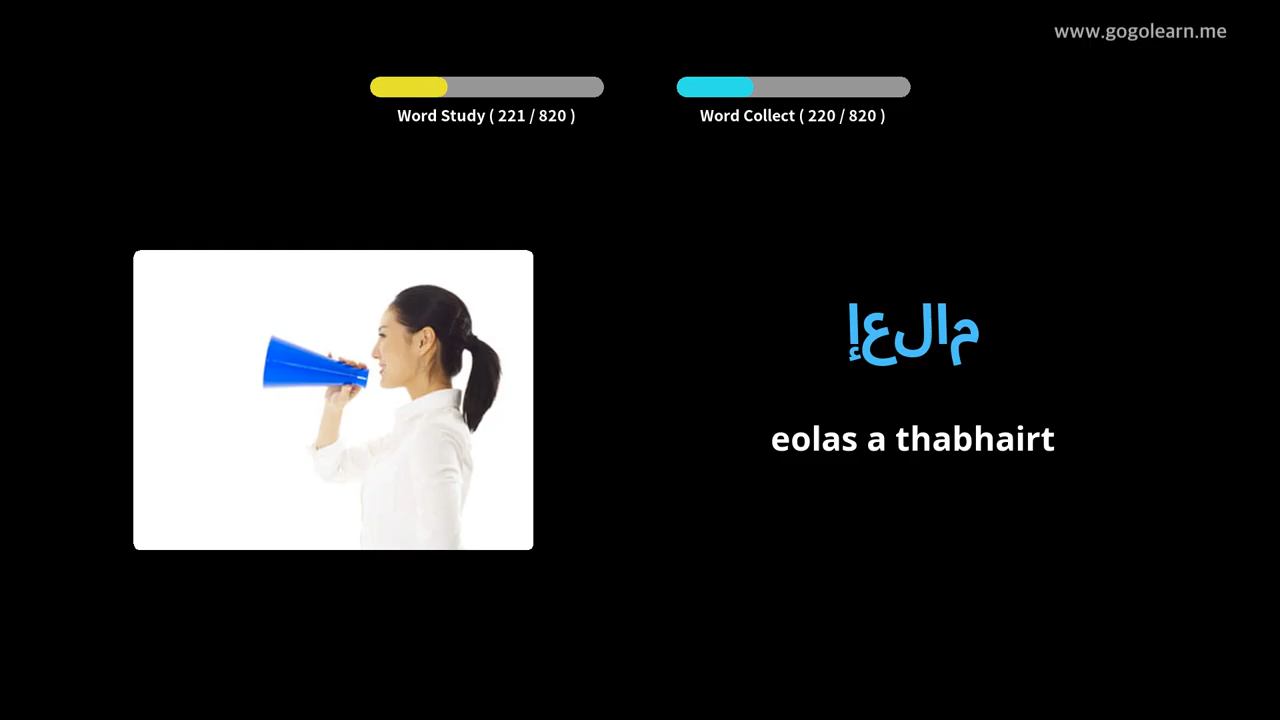 www.gogolearn.me
Word Study ( 221 / 820 )
Word Collect ( 220 / 820 )
إعلام
eolas a thabhairt